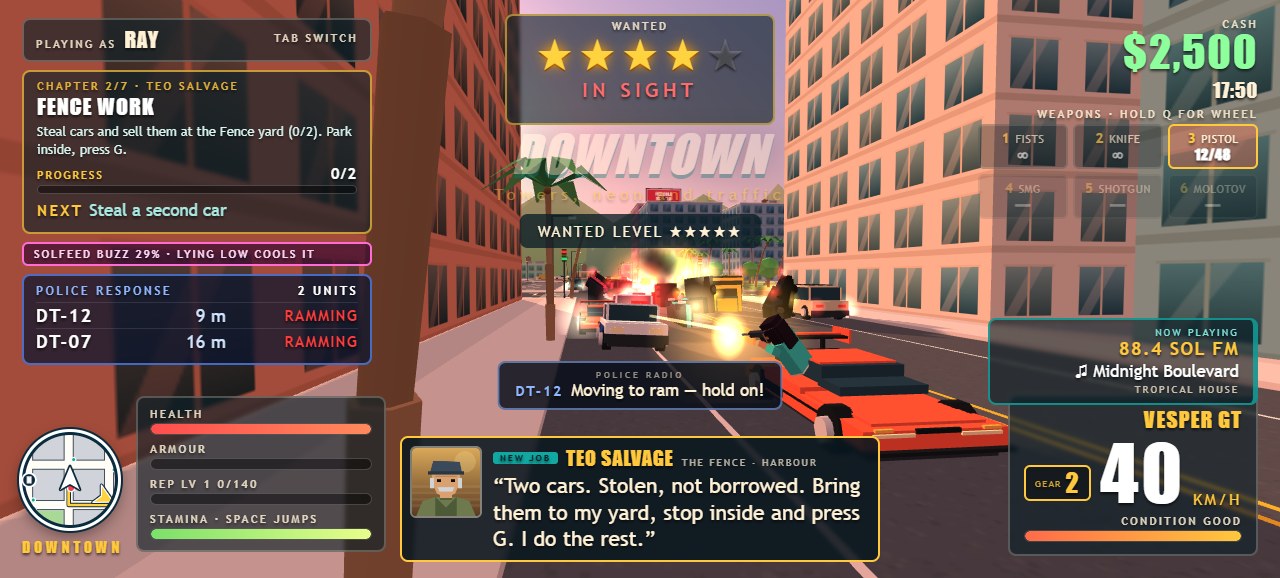 PLAYING AS RAY
TAB SWITCH
CHAPTER 2/7 · TEO SALVAGE
FENCE WORK
Steal cars and sell them at the Fence yard (0/2). Park
inside, press G.
PROGRESS 0/2
NEXT Steal a second car
SOLFEED BUZZ 29% · LYING LOW COOLS IT
POLICE RESPONSE 2 UNITS
DT-12 9 m RAMMING
DT-07 16 m RAMMING
HEALTH
ARMOUR
REP LV 1 0/140
STAMINA · SPACE JUMPS
DOWNTOWN
WANTED
IN SIGHT
DOWNTOWN
Towers, neon and traffic
WANTED LEVEL ★★★★★
POLICE RADIO
DT-12 Moving to ram — hold on!
NEW JOB TEO SALVAGE THE FENCE · HARBOUR
“Two cars. Stolen, not borrowed. Bring
them to my yard, stop inside and press
G. I do the rest.”
CASH
$2,500
17:50
WEAPONS · HOLD Q FOR WHEEL
1 FISTS
∞
2 KNIFE
∞
3 PISTOL
12/48
4 SMG
—
5 SHOTGUN
—
6 MOLOTOV
—
NOW PLAYING
88.4 SOL FM
♫ Midnight Boulevard
TROPICAL HOUSE
VESPER GT
GEAR 2
40 KM/H
CONDITION GOOD